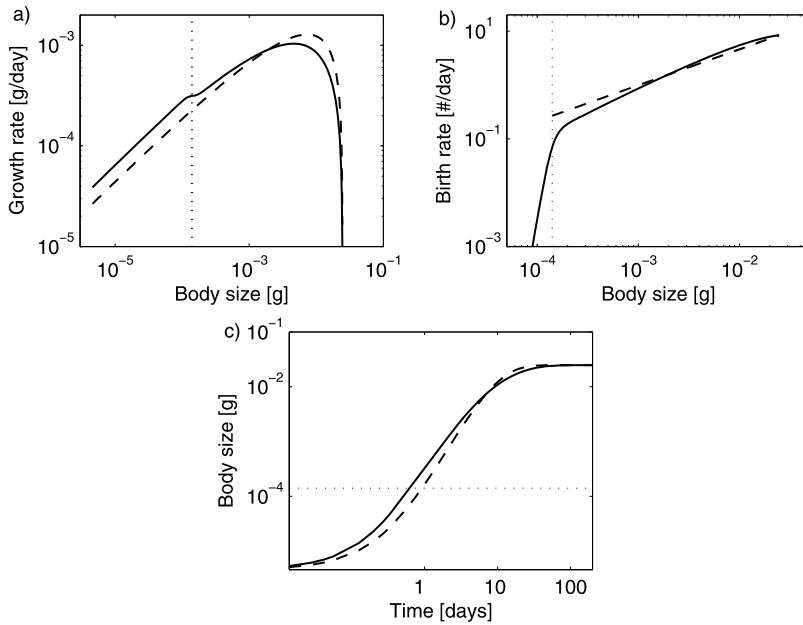 a)
Growth rate [g/day]
10⁻³
10⁻⁴
10⁻⁵
10⁻⁵ 10⁻³ 10⁻¹
Body size [g]
b)
Birth rate [#/day]
10¹
10⁻¹
10⁻³
10⁻⁴ 10⁻³ 10⁻²
Body size [g]
c)
Body size [g]
10⁻¹
10⁻²
10⁻⁴
1 10 100
Time [days]